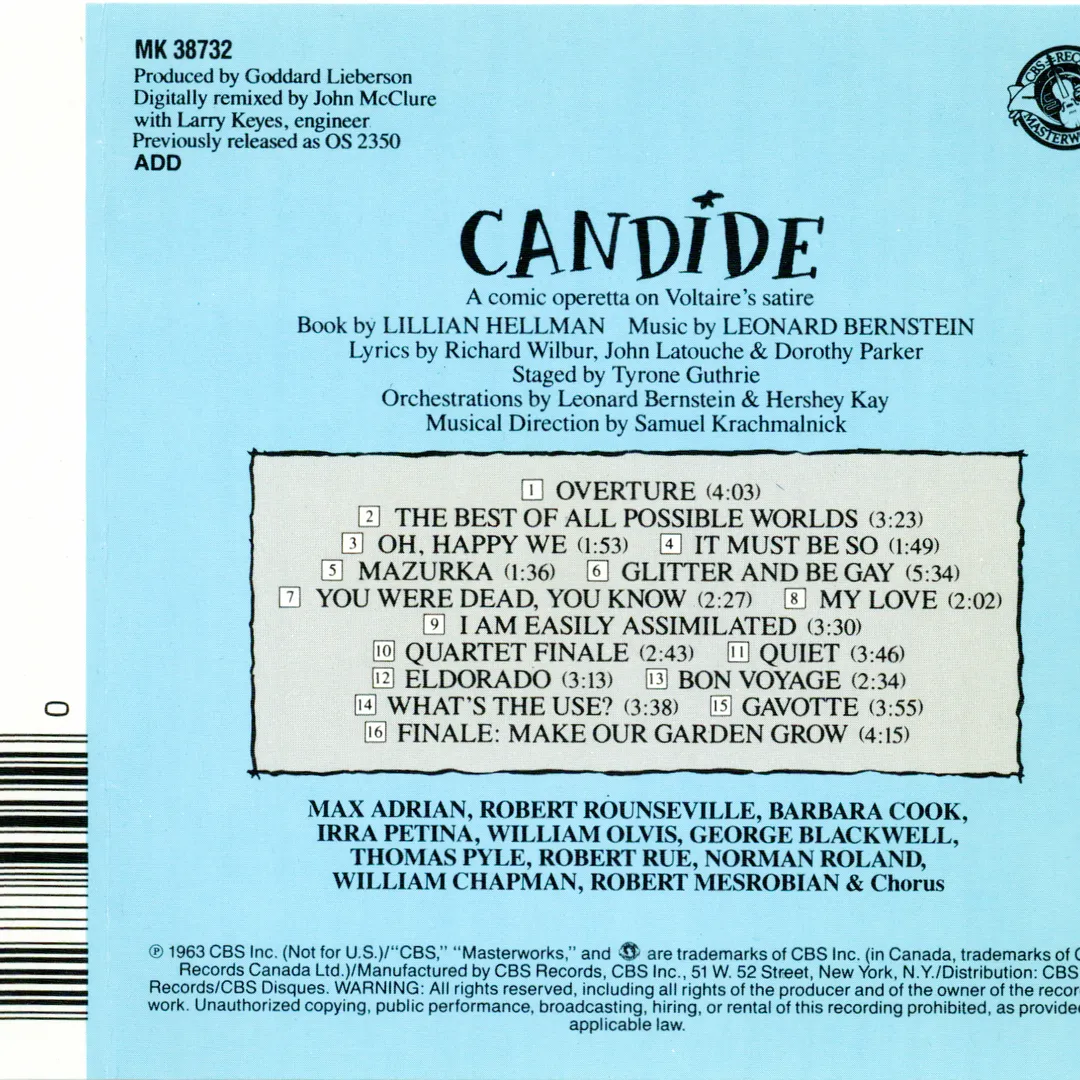 MK 38732
Produced by Goddard Lieberson
Digitally remixed by John McClure
with Larry Keyes, engineer
Previously released as OS 2350
ADD
CBS RECO
MASTERW
CANDIDE
A comic operetta on Voltaire's satire
Book by LILLIAN HELLMAN Music by LEONARD BERNSTEIN
Lyrics by Richard Wilbur, John Latouche & Dorothy Parker
Staged by Tyrone Guthrie
Orchestrations by Leonard Bernstein & Hershey Kay
Musical Direction by Samuel Krachmalnick
1 OVERTURE (4:03)
2 THE BEST OF ALL POSSIBLE WORLDS (3:23)
3 OH, HAPPY WE (1:53) 4 IT MUST BE SO (1:49)
5 MAZURKA (1:36) 6 GLITTER AND BE GAY (5:34)
7 YOU WERE DEAD, YOU KNOW (2:27) 8 MY LOVE (2:02)
9 I AM EASILY ASSIMILATED (3:30)
10 QUARTET FINALE (2:43) 11 QUIET (3:46)
12 ELDORADO (3:13) 13 BON VOYAGE (2:34)
14 WHAT'S THE USE? (3:38) 15 GAVOTTE (3:55)
16 FINALE: MAKE OUR GARDEN GROW (4:15)
0
MAX ADRIAN, ROBERT ROUNSEVILLE, BARBARA COOK,
IRRA PETINA, WILLIAM OLVIS, GEORGE BLACKWELL,
THOMAS PYLE, ROBERT RUE, NORMAN ROLAND,
WILLIAM CHAPMAN, ROBERT MESROBIAN & Chorus
℗ 1963 CBS Inc. (Not for U.S.)/"CBS," "Masterworks," and are trademarks of CBS Inc. (in Canada, trademarks of C
Records Canada Ltd.)/Manufactured by CBS Records, CBS Inc., 51 W. 52 Street, New York, N.Y./Distribution: CBS
Records/CBS Disques. WARNING: All rights reserved, including all rights of the producer and of the owner of the recor
work. Unauthorized copying, public performance, broadcasting, hiring, or rental of this recording prohibited, as provide
applicable law.